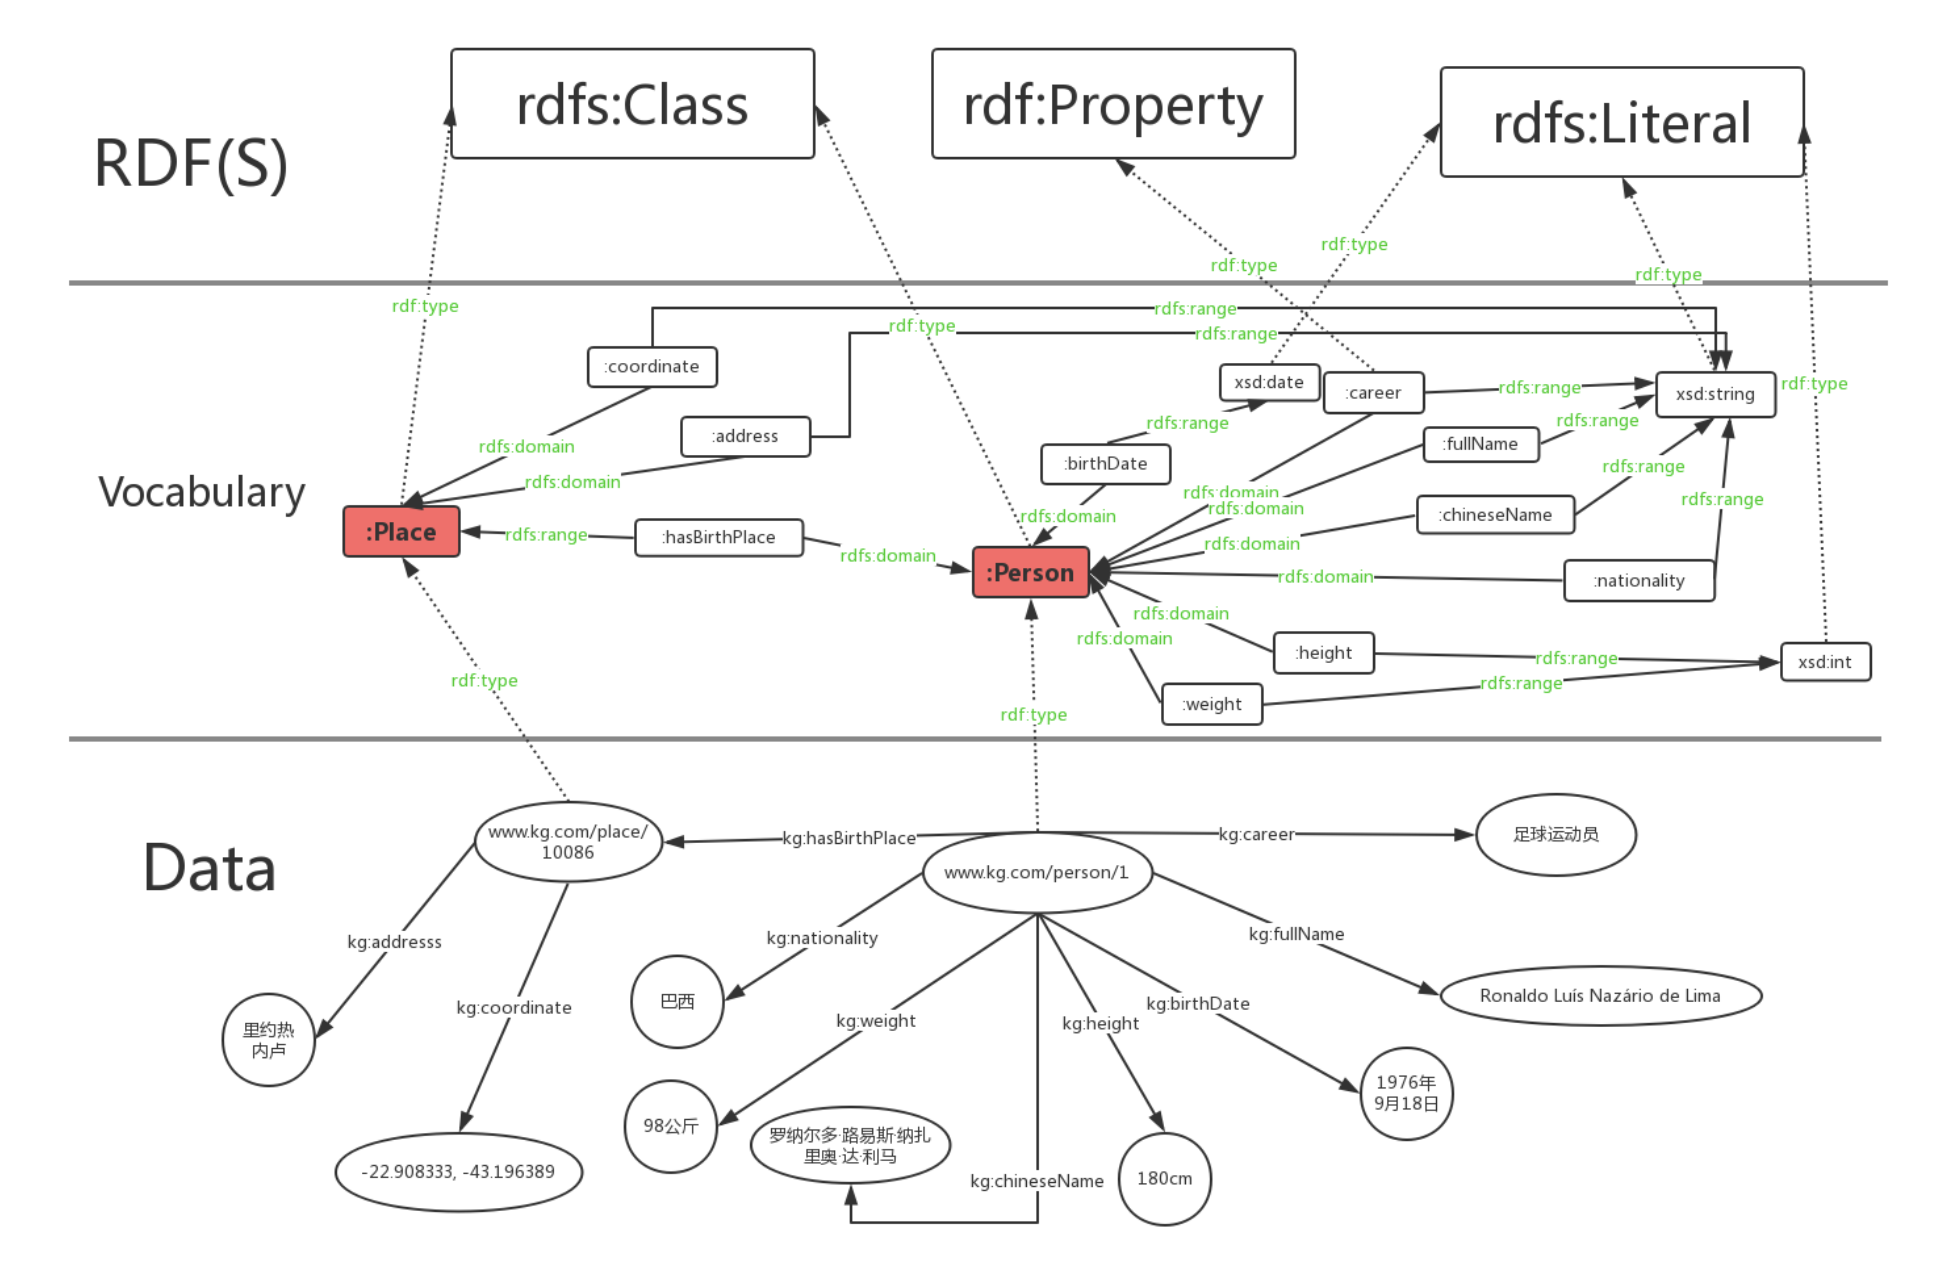 rdfs:Class
rdf:Property
rdfs:Literal
RDF(S)
rdf:type
rdf:type
rdf:type
rdf:type
rdfs:range
rdf:type
rdfs:range
:coordinate
xsd:date
:career
rdfs:range
xsd:string
rdf:type
:address
rdfs:range
rdfs:range
rdfs:domain
:birthDate
:fullName
rdfs:range
Vocabulary
rdfs:domain
rdfs:domain
rdfs:domain
rdfs:range
:Place
rdfs:range
:hasBirthPlace
rdfs:domain
rdfs:domain
:chineseName
rdfs:domain
:Person
rdfs:domain
:nationality
rdfs:domain
rdfs:domain
:height
rdfs:range
xsd:int
rdf:type
rdfs:range
:weight
rdf:type
Data
www.kg.com/place/
10086
kg:hasBirthPlace
kg:career
足球运动员
www.kg.com/person/1
kg:addresss
kg:nationality
kg:fullName
kg:coordinate
巴西
kg:weight
kg:height
kg:birthDate
Ronaldo Luís Nazário de Lima
里约热
内卢
98公斤
1976年
9月18日
罗纳尔多·路易斯·纳扎
里奥·达·利马
-22.908333, -43.196389
kg:chineseName
180cm